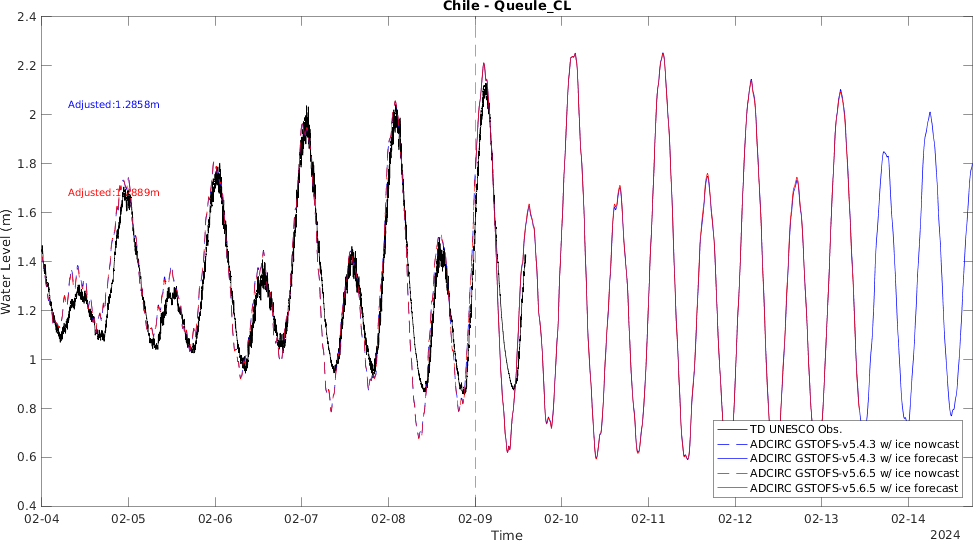 Chile - Queule_CL
Water Level (m)
2.4
2.2
2
1.8
1.6
1.4
1.2
1
0.8
0.6
0.4
Adjusted:1.2858m
TD UNESCO Obs.
ADCIRC GSTOFS-v5.4.3 w/ ice nowcast
ADCIRC GSTOFS-v5.4.3 w/ ice forecast
ADCIRC GSTOFS-v5.6.5 w/ ice nowcast
ADCIRC GSTOFS-v5.6.5 w/ ice forecast
02-04 02-05 02-06 02-07 02-08 02-09 02-10 02-11 02-12 02-13 02-14
Time
2024